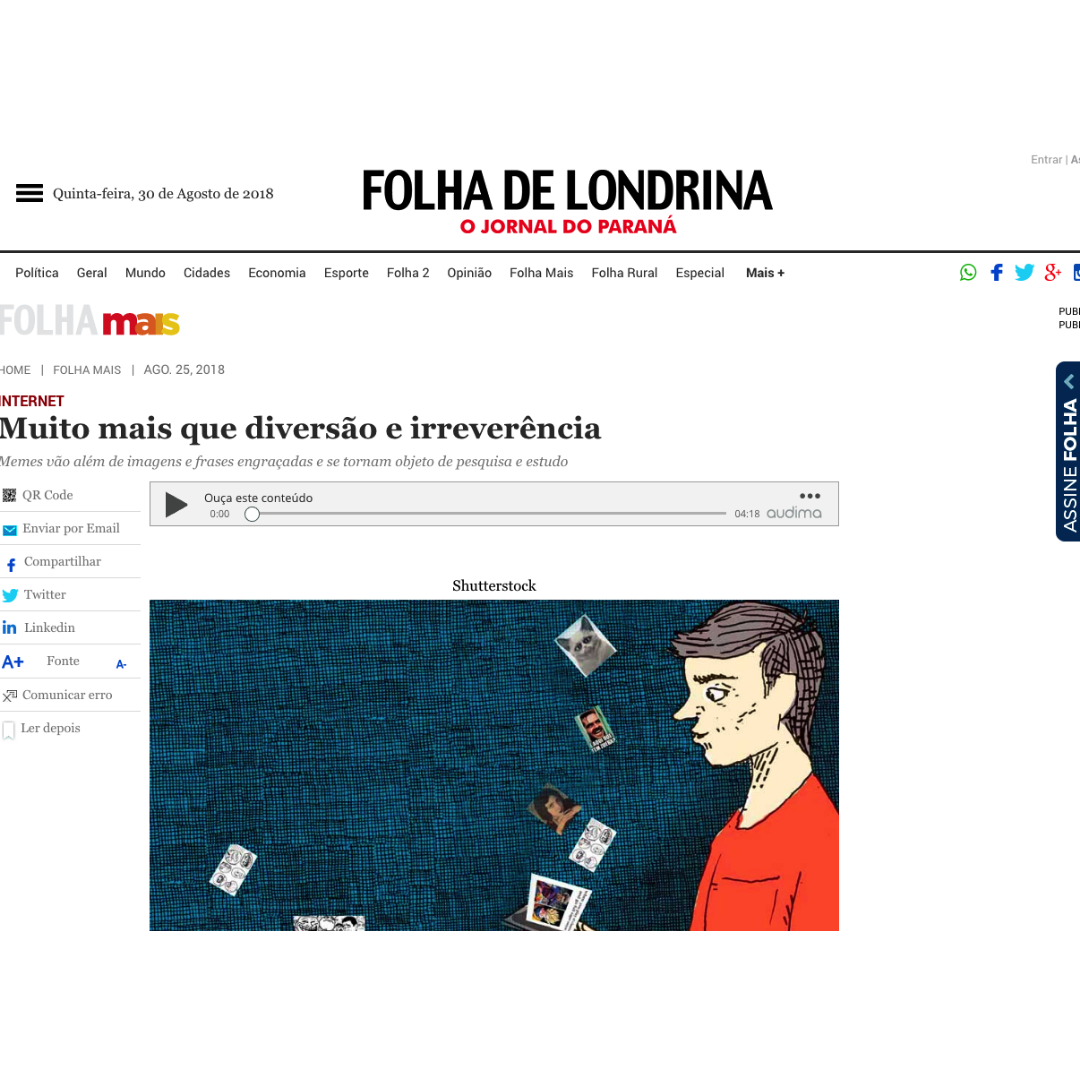 Entrar | As
Quinta-feira, 30 de Agosto de 2018
FOLHA DE LONDRINA
O JORNAL DO PARANÁ
Política Geral Mundo Cidades Economia Esporte Folha 2 Opinião Folha Mais Folha Rural Especial Mais +
FOLHA mais
PUBL
PUBL
HOME | FOLHA MAIS | AGO. 25, 2018
ASSINE FOLHA
INTERNET
Muito mais que diversão e irreverência
Memes vão além de imagens e frases engraçadas e se tornam objeto de pesquisa e estudo
QR Code
Ouça este conteúdo
0:00 04:18 audima
Enviar por Email
Compartilhar
Shutterstock
Twitter
Linkedin
A+ Fonte A-
Comunicar erro
Ler depois